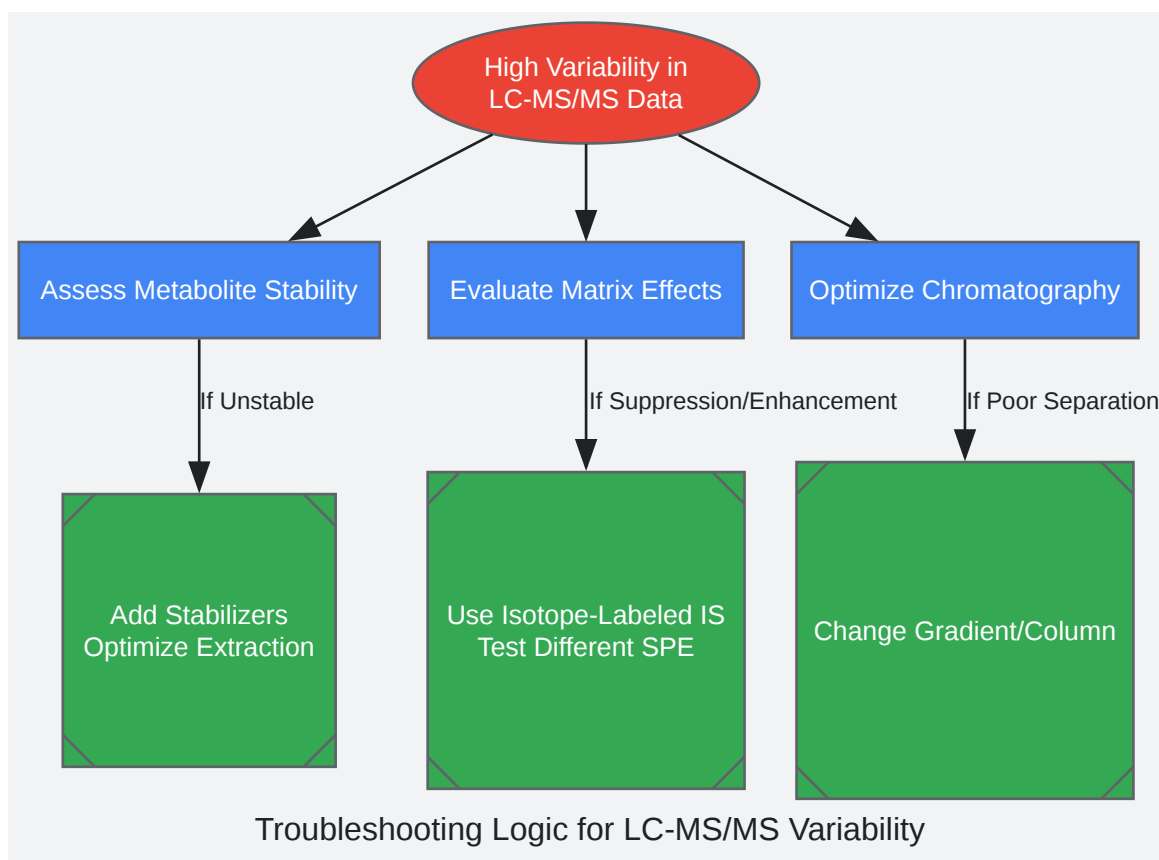 High Variability in
LC-MS/MS Data
Assess Metabolite Stability
Evaluate Matrix Effects
Optimize Chromatography
If Unstable
If Suppression/Enhancement
If Poor Separation
Add Stabilizers
Optimize Extraction
Use Isotope-Labeled IS
Test Different SPE
Change Gradient/Column
Troubleshooting Logic for LC-MS/MS Variability